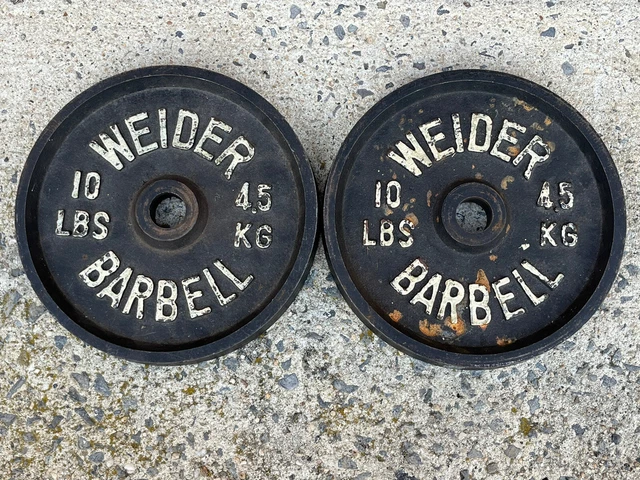 WEIDER
10 4.5
LBS KG
BARBELL
WEIDER
10 4.5
LBS KG
BARBELL